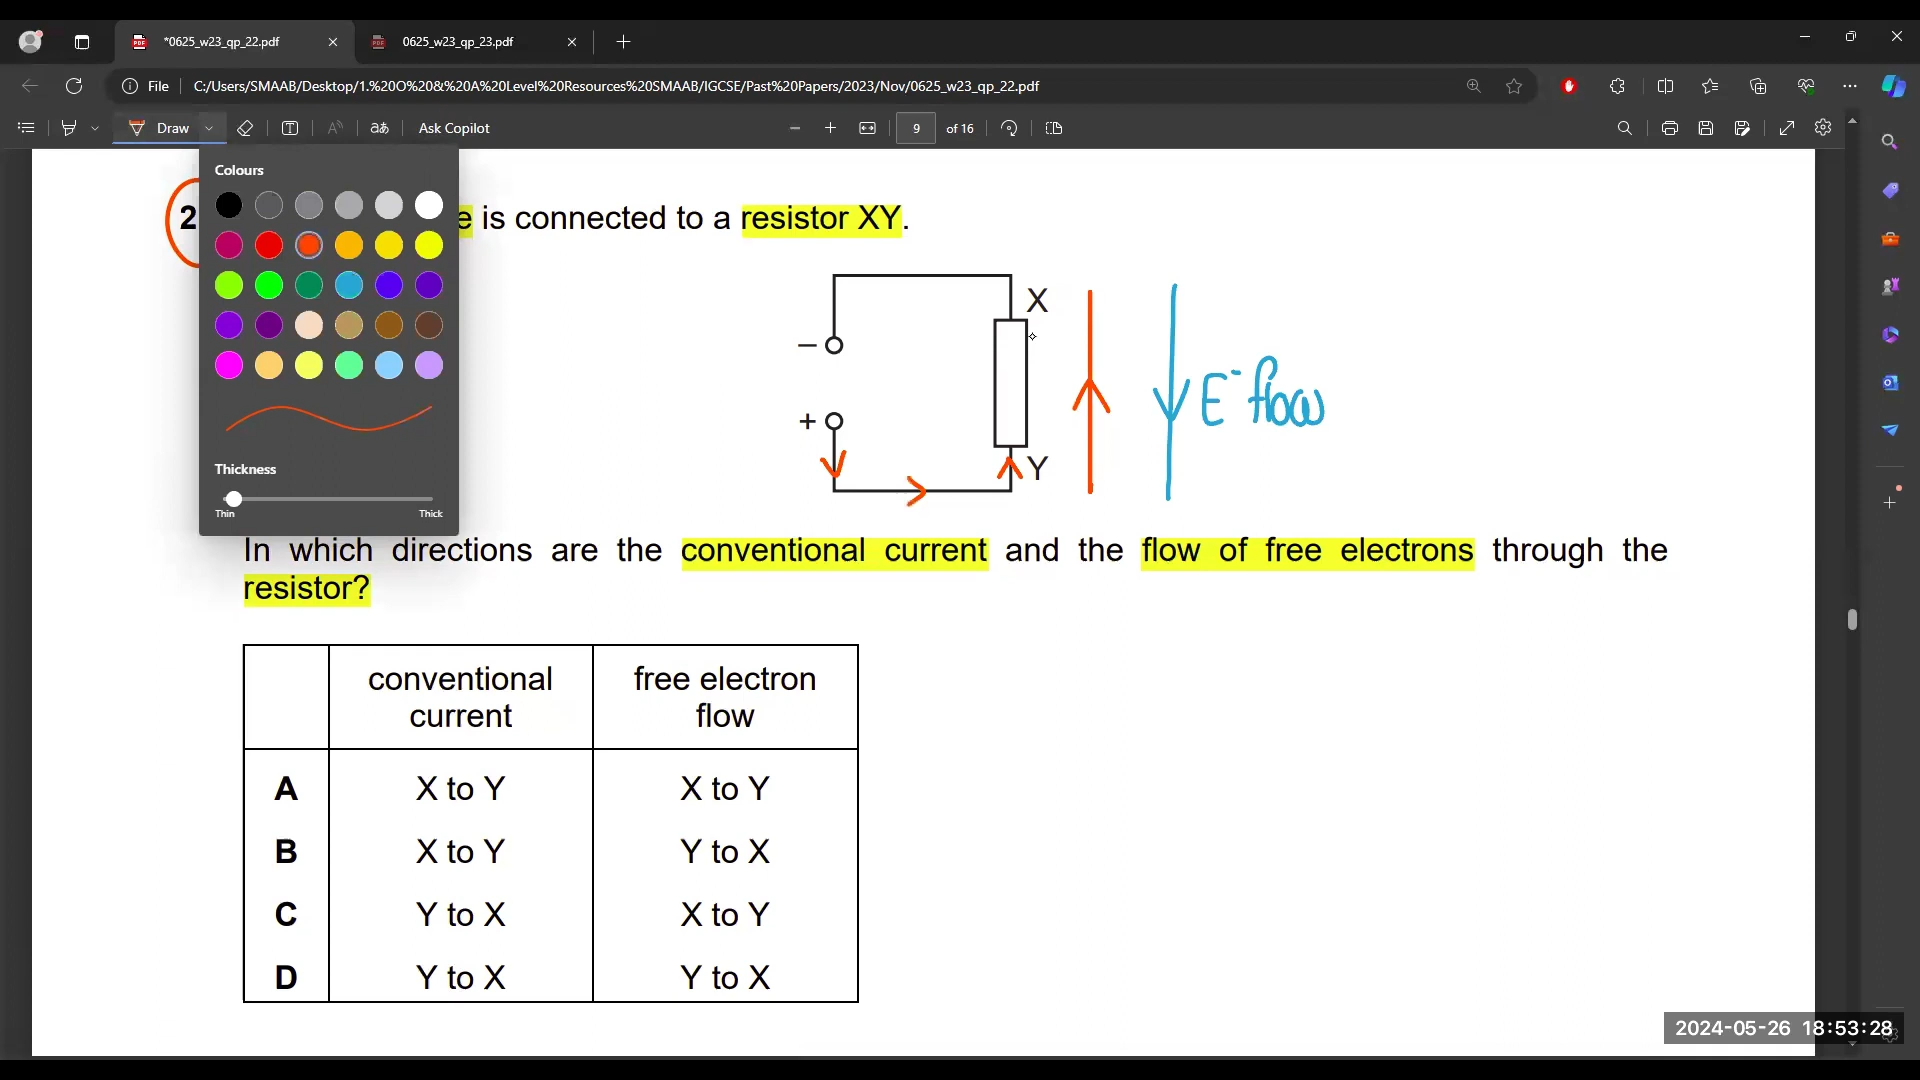 *0625_w23_qp_22.pdf
0625_w23_qp_23.pdf
File
C:/Users/SMAAB/Desktop/1.%20O%20&%20A%20Level%20Resources%20SMAAB/IGCSE/Past%20Papers/2023/Nov/0625_w23_qp_22.pdf
Draw
aあ
Ask Copilot
9 of 16
Colours
Thickness
Thin Thick
2
e is connected to a resistor XY.
X
–
+
Y
E⁻ flow
In which directions are the conventional current and the flow of free electrons through the
resistor?
conventional current
free electron flow
A X to Y X to Y
B X to Y Y to X
C Y to X X to Y
D Y to X Y to X
2024-05-26 18:53:28